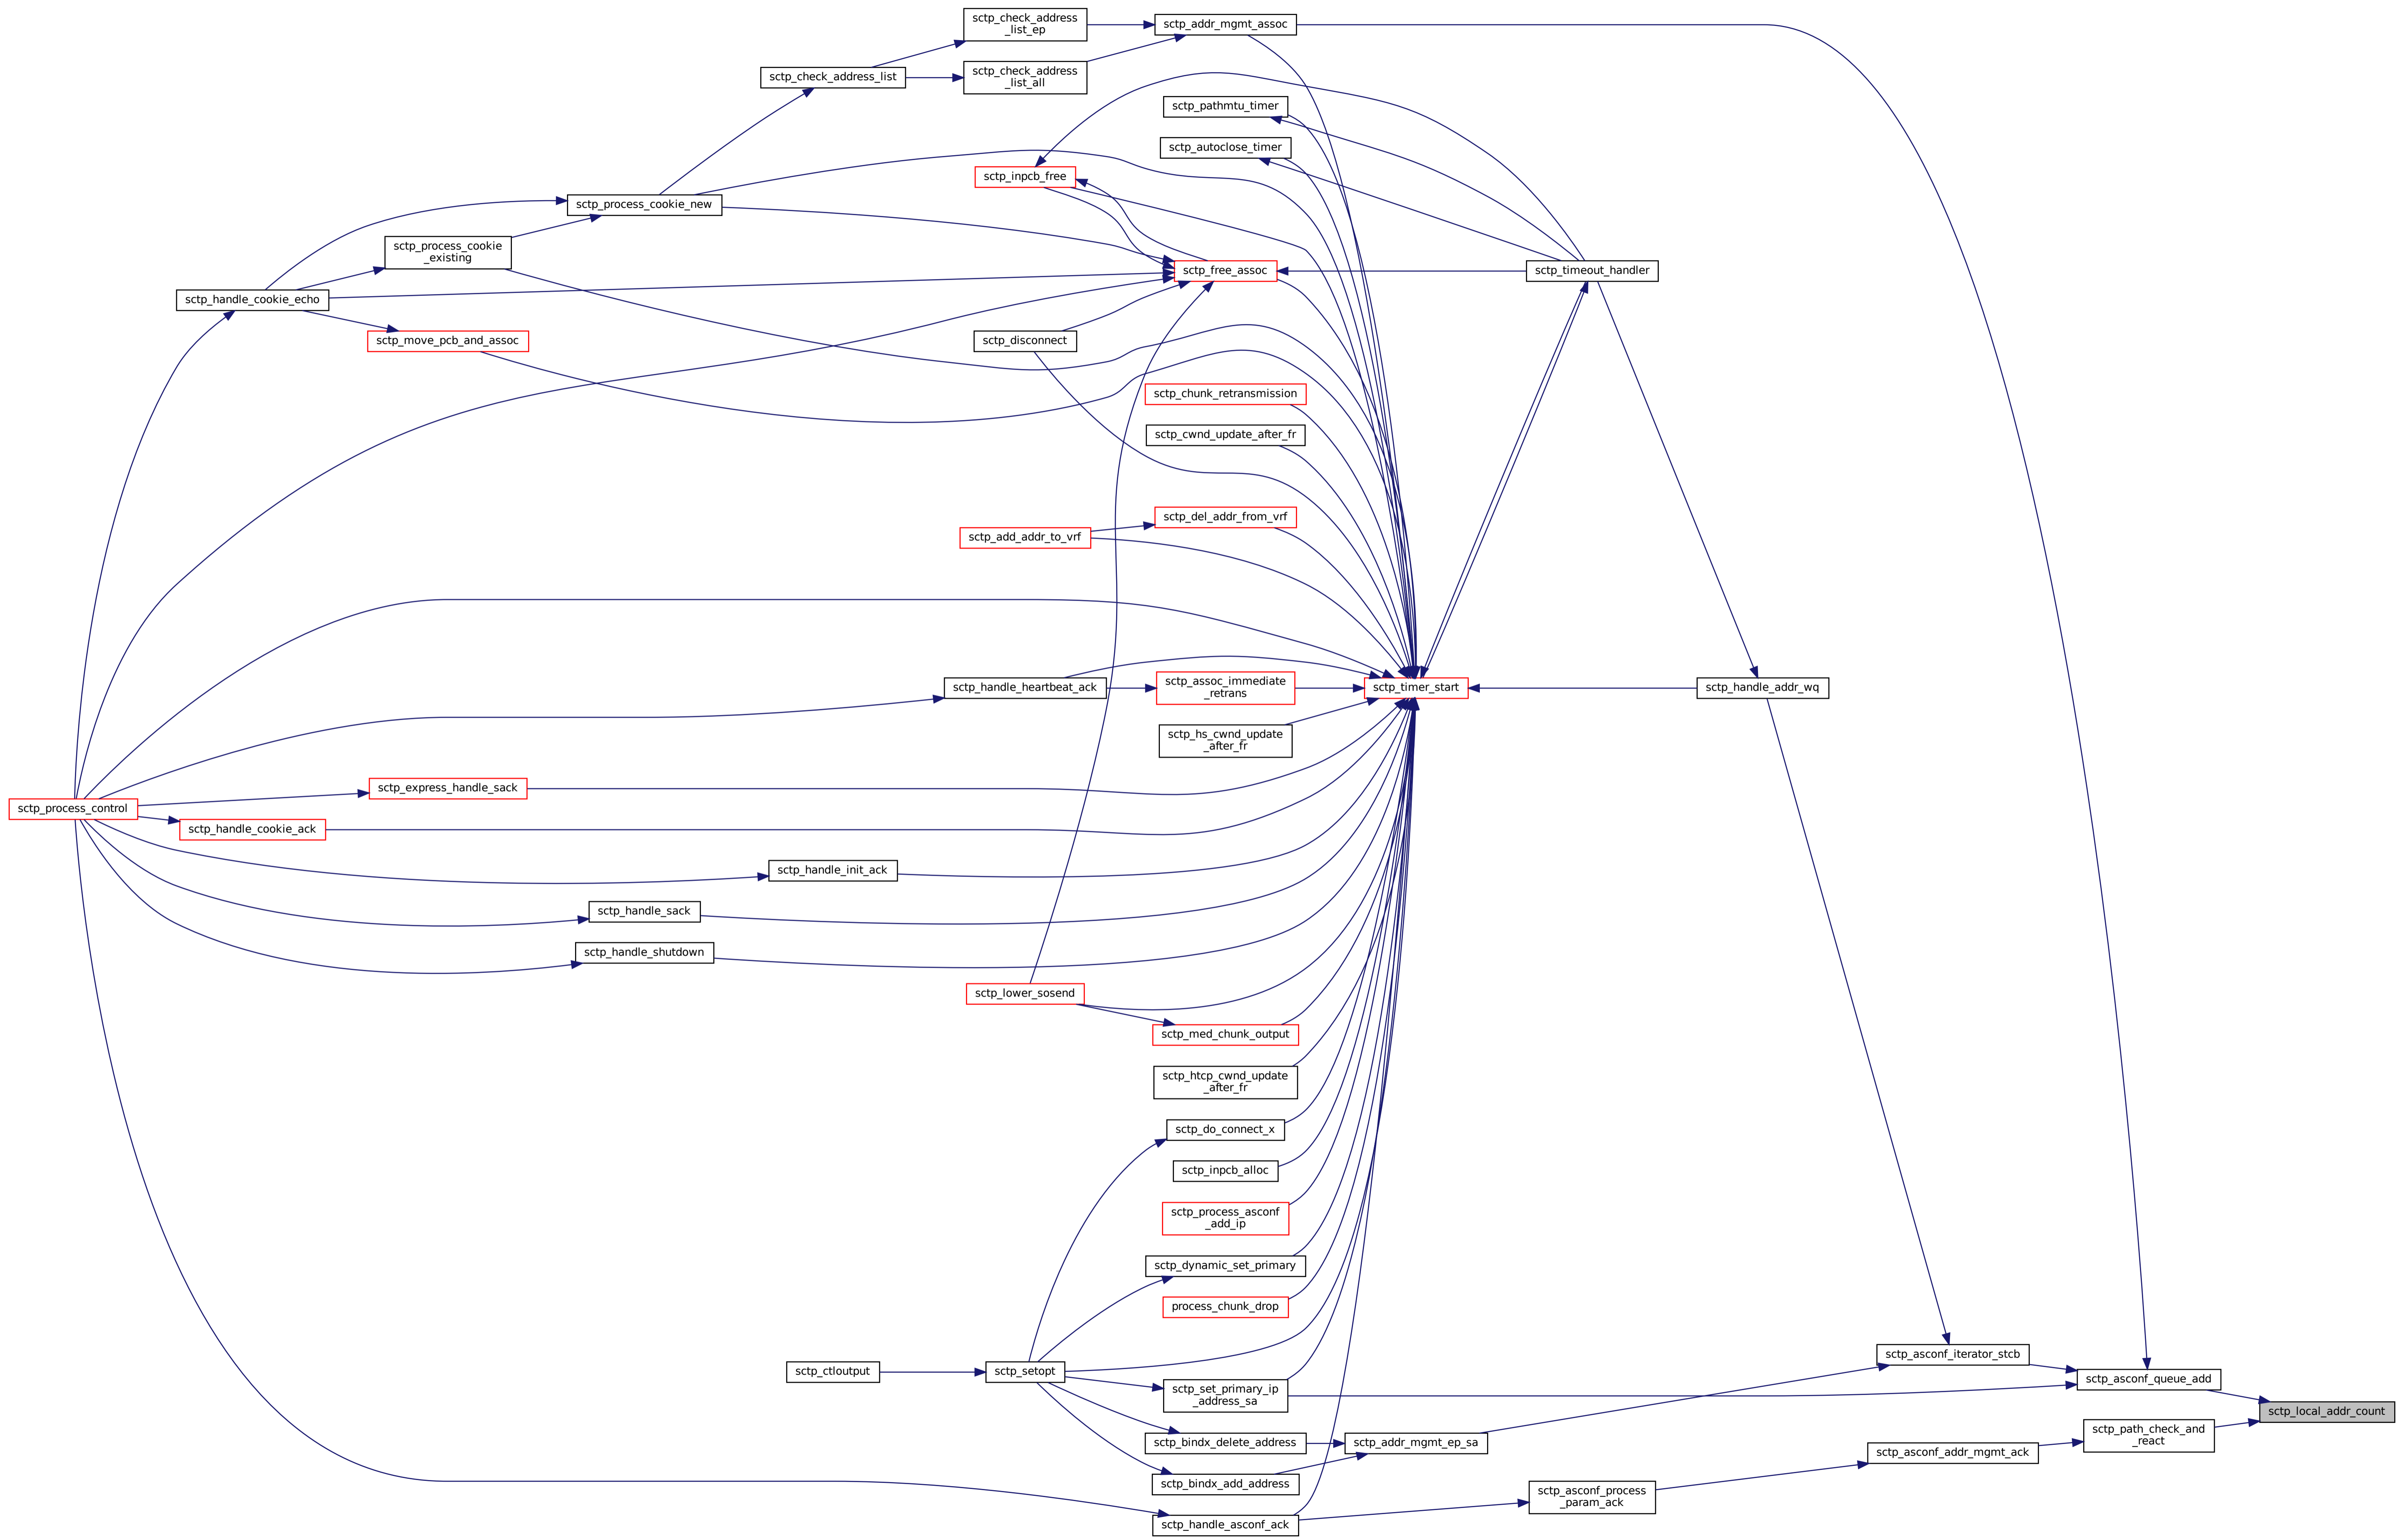 sctp_check_address
_list_ep
sctp_addr_mgmt_assoc
sctp_check_address_list
sctp_check_address
_list_all
sctp_pathmtu_timer
sctp_autoclose_timer
sctp_inpcb_free
sctp_process_cookie_new
sctp_process_cookie
_existing
sctp_free_assoc
sctp_timeout_handler
sctp_handle_cookie_echo
sctp_move_pcb_and_assoc
sctp_disconnect
sctp_chunk_retransmission
sctp_cwnd_update_after_fr
sctp_del_addr_from_vrf
sctp_add_addr_to_vrf
sctp_handle_heartbeat_ack
sctp_assoc_immediate
_retrans
sctp_timer_start
sctp_handle_addr_wq
sctp_hs_cwnd_update
_after_fr
sctp_express_handle_sack
sctp_process_control
sctp_handle_cookie_ack
sctp_handle_init_ack
sctp_handle_sack
sctp_handle_shutdown
sctp_lower_sosend
sctp_med_chunk_output
sctp_htcp_cwnd_update
_after_fr
sctp_do_connect_x
sctp_inpcb_alloc
sctp_process_asconf
_add_ip
sctp_dynamic_set_primary
process_chunk_drop
sctp_asconf_iterator_stcb
sctp_ctloutput
sctp_setopt
sctp_set_primary_ip
_address_sa
sctp_asconf_queue_add
sctp_local_addr_count
sctp_bindx_delete_address
sctp_addr_mgmt_ep_sa
sctp_path_check_and
_react
sctp_asconf_addr_mgmt_ack
sctp_bindx_add_address
sctp_asconf_process
_param_ack
sctp_handle_asconf_ack